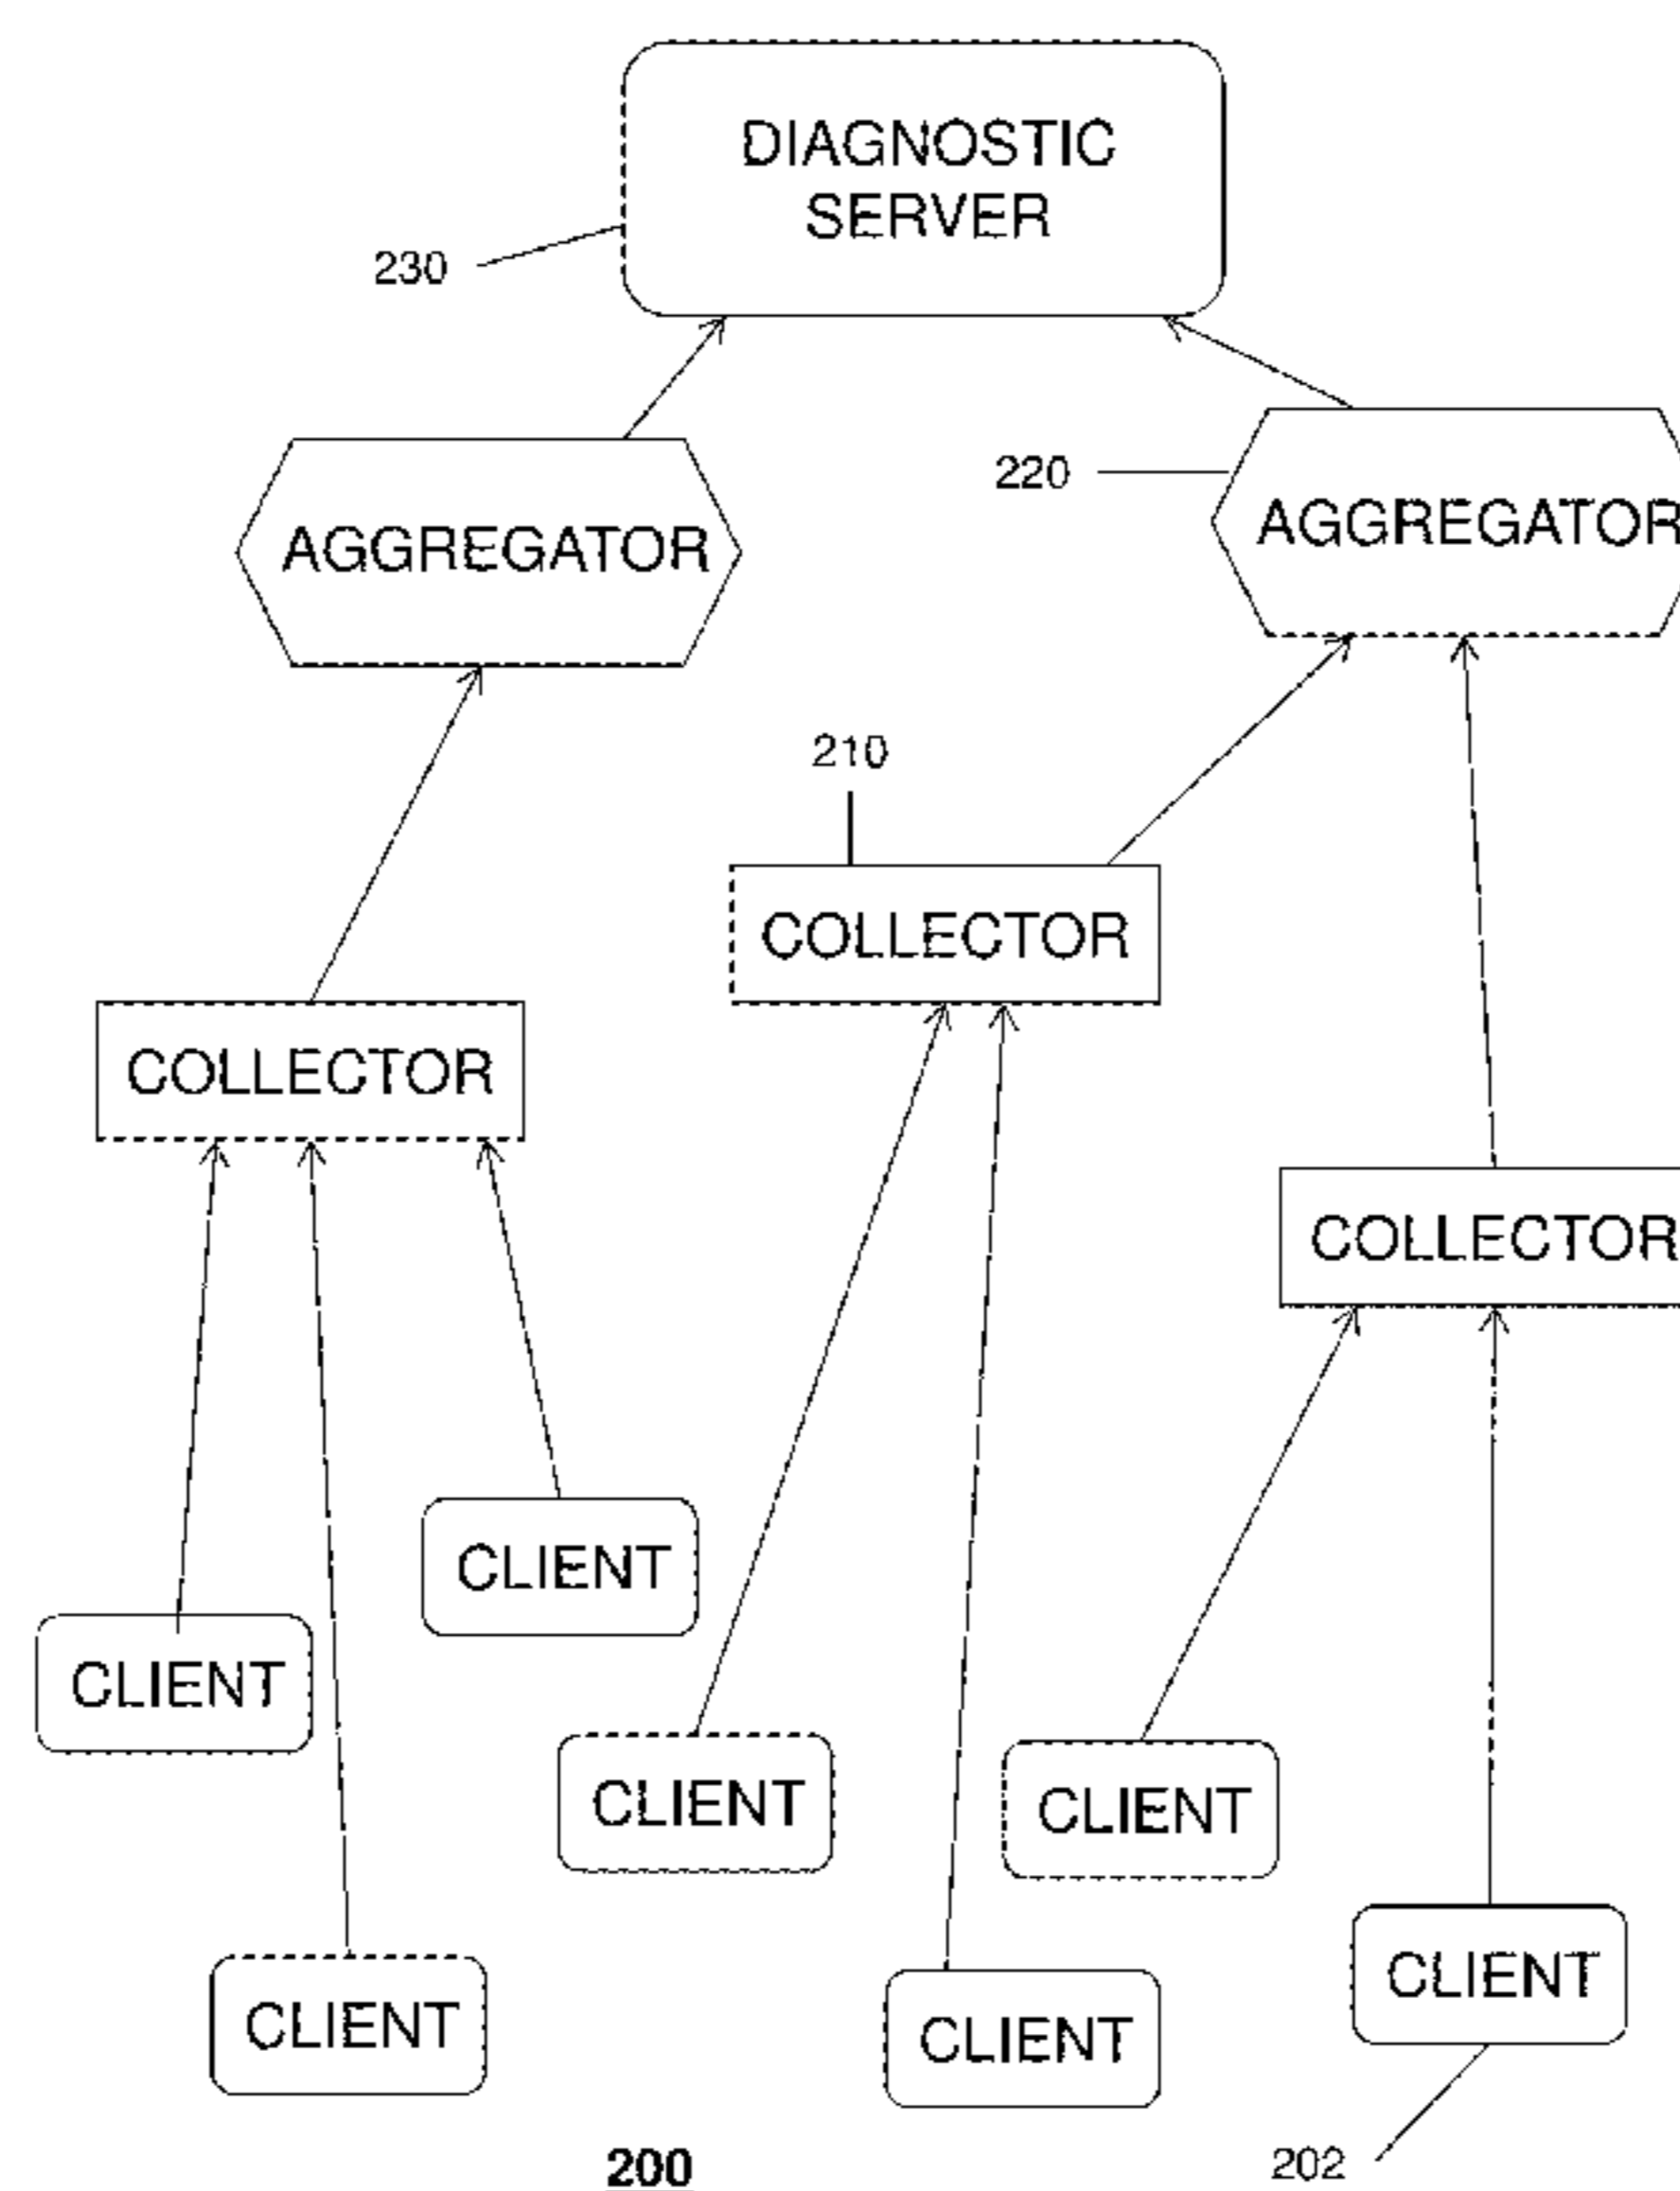 DIAGNOSTIC
SERVER
230
220
AGGREGATOR
AGGREGATOR
210
COLLECTOR
COLLECTOR
COLLECTOR
CLIENT
CLIENT
CLIENT
CLIENT
CLIENT
CLIENT
CLIENT
200
202